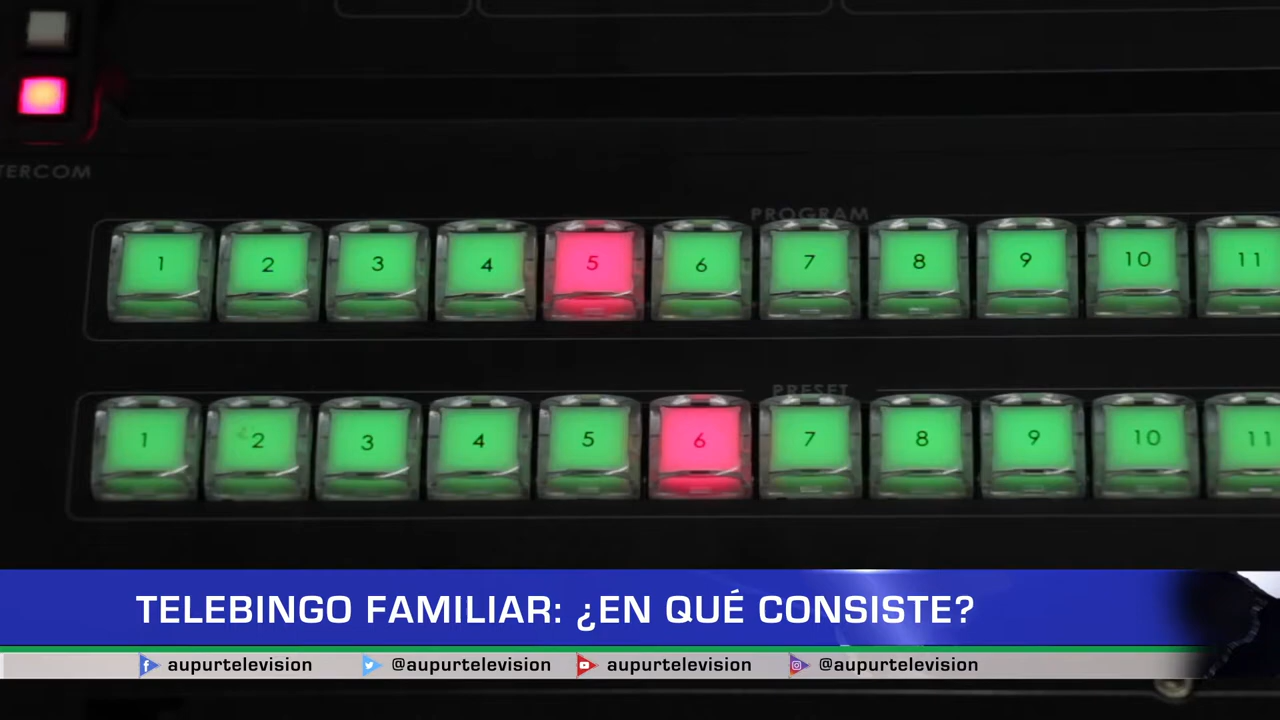 TERCOM
PROGRAM
1 2 3 4 5 6 7 8 9 10 11
PRESET
1 2 3 4 5 6 7 8 9 10 11
TELEBINGO FAMILIAR: ¿EN QUÉ CONSISTE?
aupurtelevision @aupurtelevision aupurtelevision @aupurtelevision